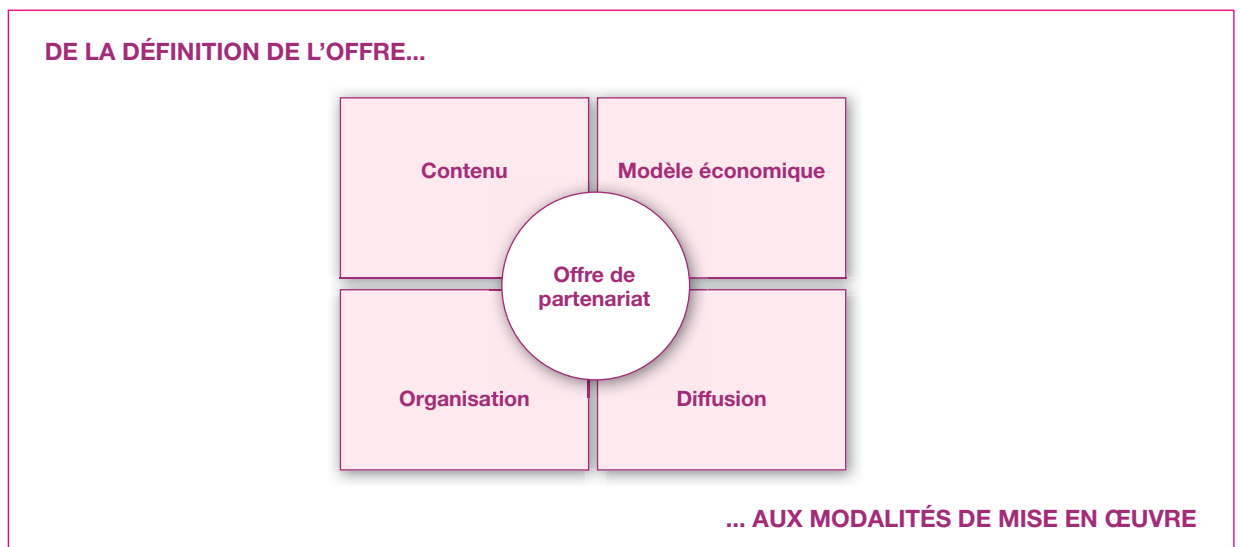 DE LA DÉFINITION DE L’OFFRE...
Contenu
Modèle économique
Offre de
partenariat
Organisation
Diffusion
... AUX MODALITÉS DE MISE EN ŒUVRE